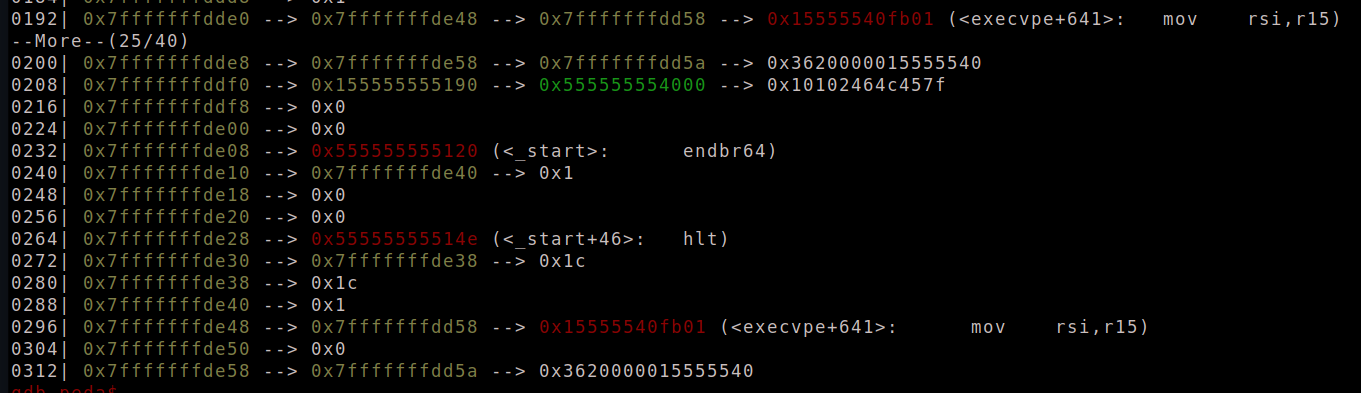 0192| 0x7fffffffdde0 --> 0x7fffffffde48 --> 0x7fffffffdd58 --> 0x15555540fb01 (<execvpe+641>:   mov    rsi,r15)
--More--(25/40)
0200| 0x7fffffffdde8 --> 0x7fffffffde58 --> 0x7fffffffdd5a --> 0x3620000015555540
0208| 0x7fffffffddf0 --> 0x155555555190 --> 0x555555554000 --> 0x10102464c457f
0216| 0x7fffffffddf8 --> 0x0
0224| 0x7fffffffde00 --> 0x0
0232| 0x7fffffffde08 --> 0x555555555120 (<_start>:      endbr64)
0240| 0x7fffffffde10 --> 0x7fffffffde40 --> 0x1
0248| 0x7fffffffde18 --> 0x0
0256| 0x7fffffffde20 --> 0x0
0264| 0x7fffffffde28 --> 0x55555555514e (<_start+46>:   hlt)
0272| 0x7fffffffde30 --> 0x7fffffffde38 --> 0x1c
0280| 0x7fffffffde38 --> 0x1c
0288| 0x7fffffffde40 --> 0x1
0296| 0x7fffffffde48 --> 0x7fffffffdd58 --> 0x15555540fb01 (<execvpe+641>:      mov    rsi,r15)
0304| 0x7fffffffde50 --> 0x0
0312| 0x7fffffffde58 --> 0x7fffffffdd5a --> 0x3620000015555540
gdb-peda$